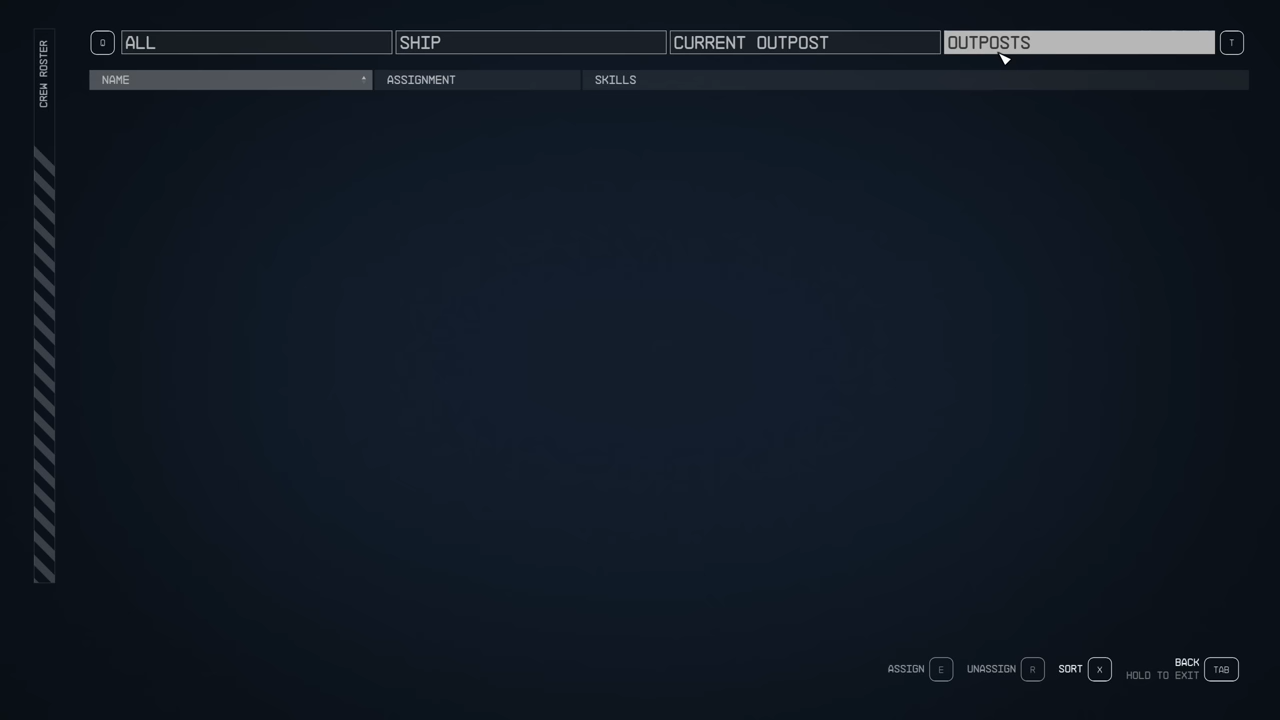 CREW ROSTER
Q
ALL
SHIP
CURRENT OUTPOST
OUTPOSTS
T
NAME
ASSIGNMENT
SKILLS
ASSIGN E
UNASSIGN R
SORT X
BACK
HOLD TO EXIT
TAB